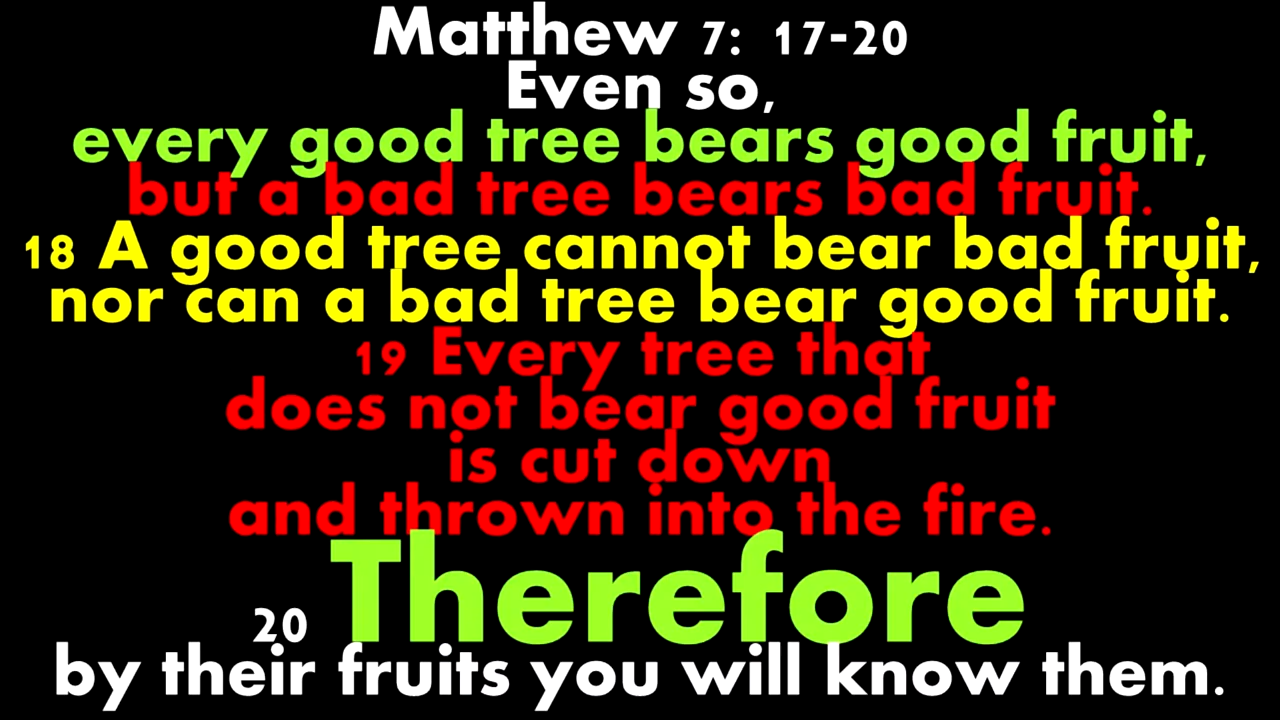 Matthew 7: 17-20
Even so,
every good tree bears good fruit,
but a bad tree bears bad fruit.
18 A good tree cannot bear bad fruit,
nor can a bad tree bear good fruit.
19 Every tree that
does not bear good fruit
is cut down
and thrown into the fire.
20 Therefore
by their fruits you will know them.